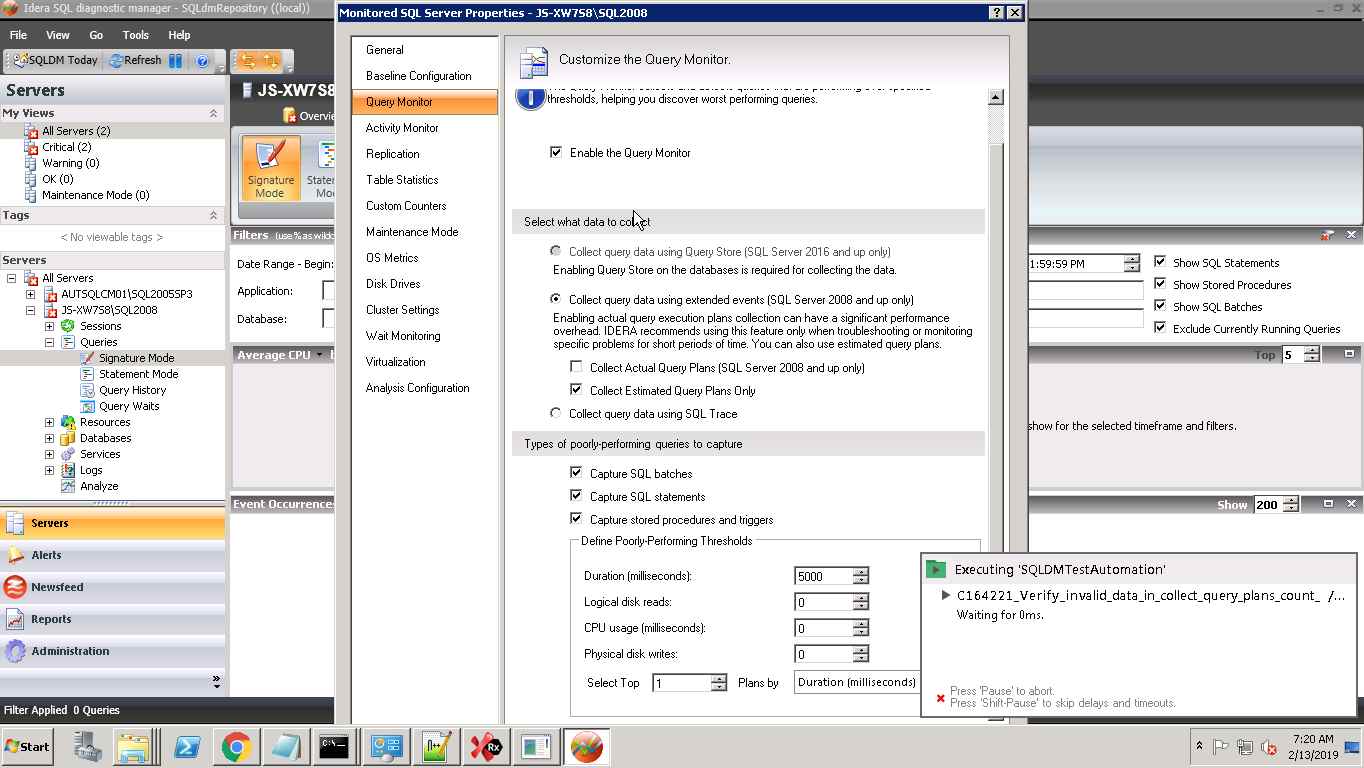 Idera SQL diagnostic manager - SQLdmRepository ((local))
File View Go Tools Help
SQLDM Today Refresh
Servers
My Views
All Servers (2)
Critical (2)
Warning (0)
OK (0)
Maintenance Mode (0)
Tags
< No viewable tags >
Servers
All Servers
AUTSQLCM01\SQL2005SP3
JS-XW7S8\SQL2008
Sessions
Queries
Signature Mode
Statement Mode
Query History
Query Waits
Resources
Databases
Services
Logs
Analyze
Servers
Alerts
Newsfeed
Reports
Administration
Filter Applied 0 Queries
JS-XW7S8
Overvie
Signature
Mode
Statem
Mo
Filters (use % as wildc
Date Range - Begin:
Application:
Database:
Average CPU
Event Occurrence
Monitored SQL Server Properties - JS-XW7S8\SQL2008
General
Baseline Configuration
Query Monitor
Activity Monitor
Replication
Table Statistics
Custom Counters
Maintenance Mode
OS Metrics
Disk Drives
Cluster Settings
Wait Monitoring
Virtualization
Analysis Configuration
Customize the Query Monitor.
thresholds, helping you discover worst performing queries.
Enable the Query Monitor
Select what data to collect
Collect query data using Query Store (SQL Server 2016 and up only)
Enabling Query Store on the databases is required for collecting the data.
Collect query data using extended events (SQL Server 2008 and up only)
Enabling actual query execution plans collection can have a significant performance
overhead. IDERA recommends using this feature only when troubleshooting or monitoring
specific problems for short periods of time. You can also use estimated query plans.
Collect Actual Query Plans (SQL Server 2008 and up only)
Collect Estimated Query Plans Only
Collect query data using SQL Trace
Types of poorly-performing queries to capture
Capture SQL batches
Capture SQL statements
Capture stored procedures and triggers
Define Poorly-Performing Thresholds
Duration (milliseconds): 5000
Logical disk reads: 0
CPU usage (milliseconds): 0
Physical disk writes: 0
Select Top 1 Plans by Duration (milliseconds)
1:59:59 PM
Show SQL Statements
Show Stored Procedures
Show SQL Batches
Exclude Currently Running Queries
Top 5
show for the selected timeframe and filters.
Show 200
Executing 'SQLDMTestAutomation'
C164221_Verify_invalid_data_in_collect_query_plans_count_ /...
Waiting for 0ms.
Press 'Pause' to abort.
Press 'Shift-Pause' to skip delays and timeouts.
Start
C:\
Rx
7:20 AM
2/13/2019